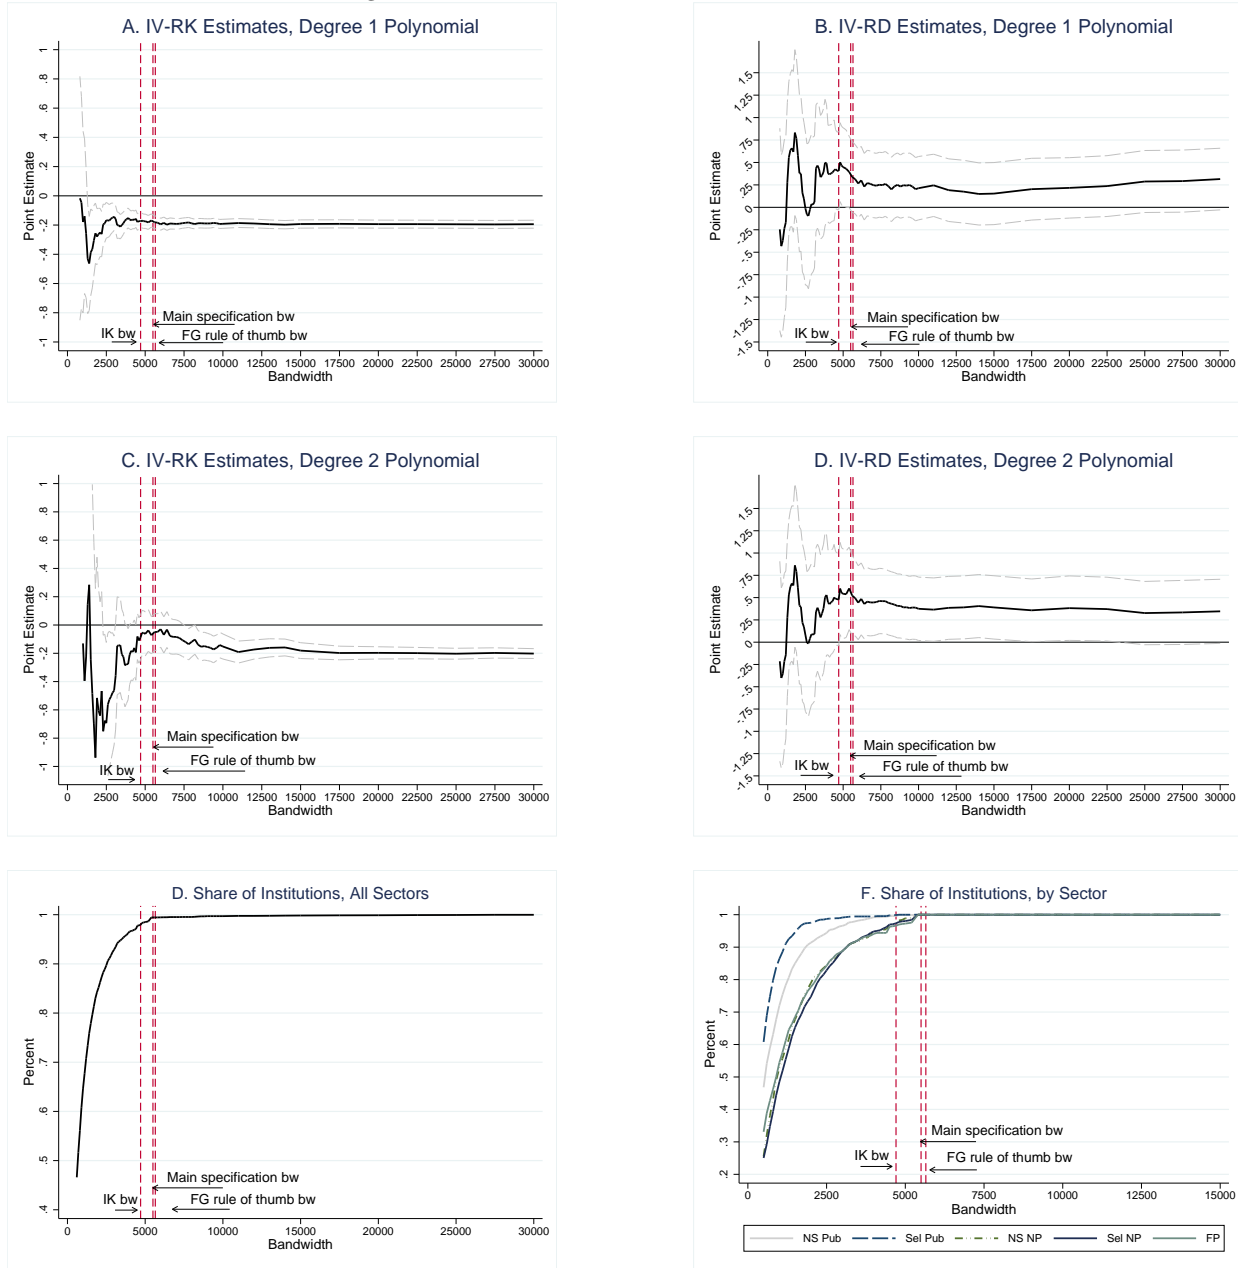 A. IV-RK Estimates, Degree 1 Polynomial
Point Estimate
1
.8
.6
.4
.2
0
-.2
-.4
-.6
-.8
-1
Main specification bw
IK bw
FG rule of thumb bw
0 5000 7500 10000 12500 15000 17500 20000 22500 25000 27500 30000
Bandwidth
B. IV-RD Estimates, Degree 1 Polynomial
Point Estimate
1.5
1.25
1
.75
.5
.25
0
-.25
-.5
-.75
-1
-1.25
-1.5
Main specification bw
IK bw
FG rule of thumb bw
0 2500 5000 7500 10000 12500 15000 17500 20000 22500 25000 27500 30000
Bandwidth
C. IV-RK Estimates, Degree 2 Polynomial
Point Estimate
1
.8
.6
.4
.2
0
-.2
-.4
-.6
-.8
-1
Main specification bw
IK bw
FG rule of thumb bw
0 2500 5000 7500 10000 12500 15000 17500 20000 22500 25000 27500 30000
Bandwidth
D. IV-RD Estimates, Degree 2 Polynomial
Point Estimate
1.5
1.25
1
.75
.5
.25
0
-.25
-.5
-.75
-1
-1.25
-1.5
Main specification bw
IK bw
FG rule of thumb bw
0 2500 5000 7500 10000 12500 15000 17500 20000 22500 25000 27500 30000
Bandwidth
D. Share of Institutions, All Sectors
Percent
1
.9
.8
.7
.6
.5
.4
Main specification bw
IK bw
FG rule of thumb bw
0 5000 10000 15000 20000 25000 30000
Bandwidth
F. Share of Institutions, by Sector
Percent
1
.9
.8
.7
.6
.5
.4
.3
.2
Main specification bw
IK bw
FG rule of thumb bw
0 2500 5000 7500 10000 12500 15000
Bandwidth
NS Pub Sel Pub NS NP Sel NP FP